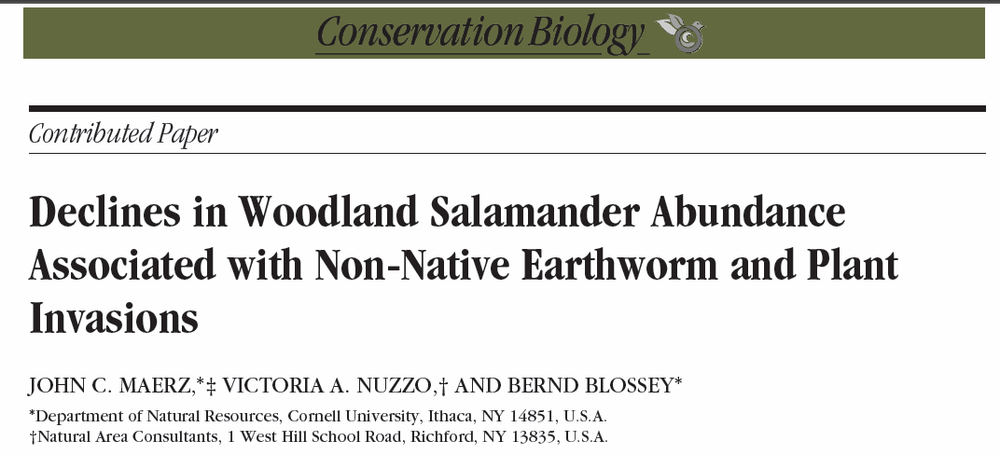 Conservation Biology
Contributed Paper
Declines in Woodland Salamander Abundance
Associated with Non-Native Earthworm and Plant
Invasions
JOHN C. MAERZ,*‡ VICTORIA A. NUZZO,† AND BERND BLOSSEY*
*Department of Natural Resources, Cornell University, Ithaca, NY 14851, U.S.A.
†Natural Area Consultants, 1 West Hill School Road, Richford, NY 13835, U.S.A.